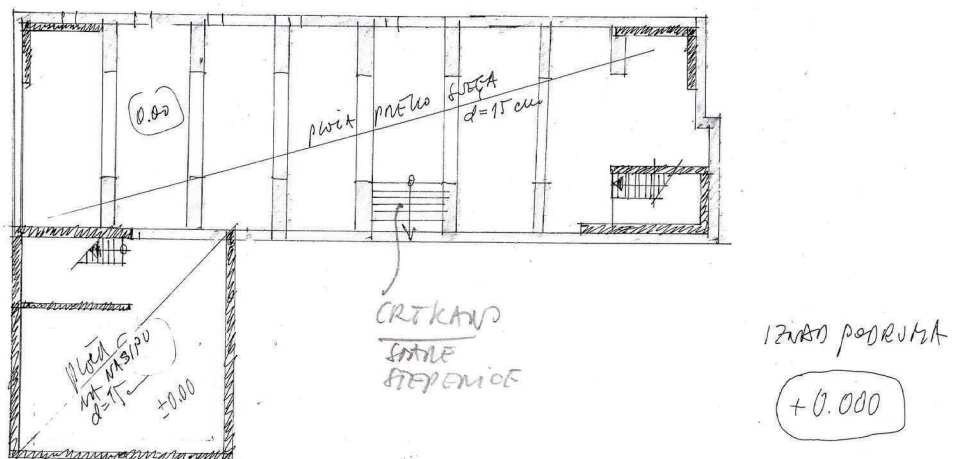 0.00
PLOČA PREKO SVEGA
d=15 cm
PLOČA
NA NASIPU
d=15
±0.00
CRTKANO
STARE
STEPENICE
IZNAD PODRUMA
+0.000